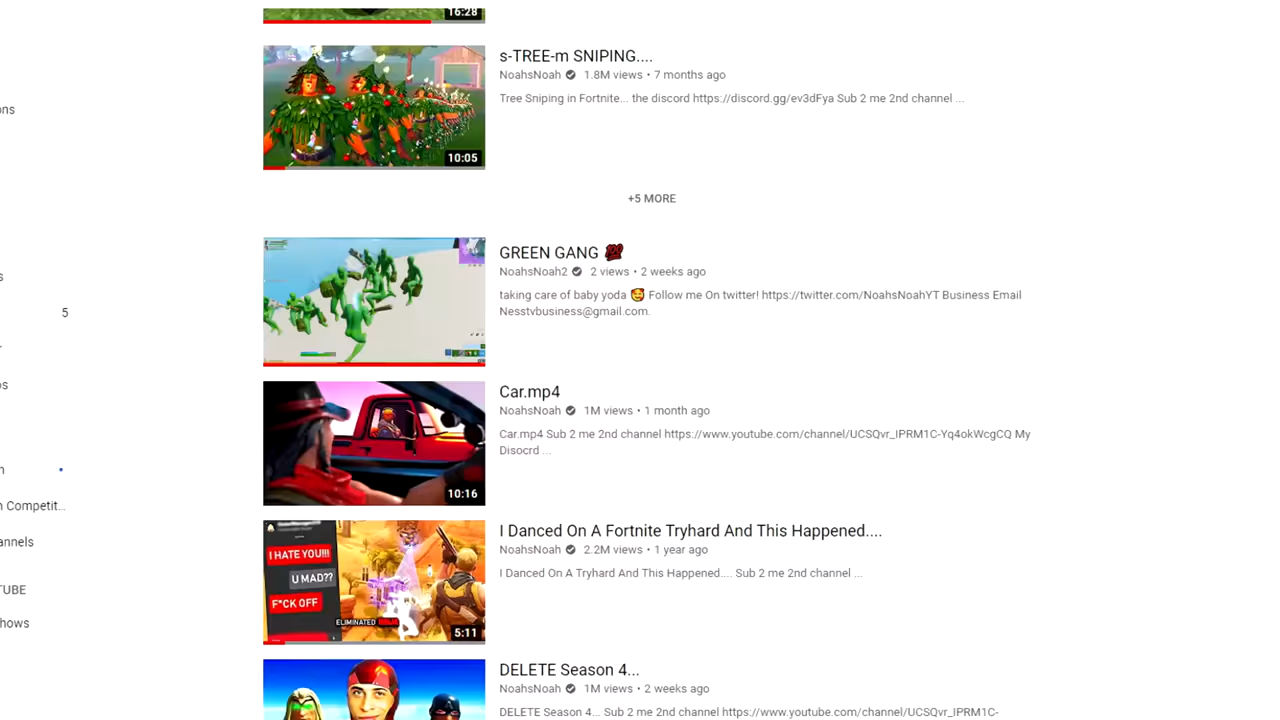 16:28
s-TREE-m SNIPING....
NoahsNoah 1.8M views • 7 months ago
ons
Tree Sniping in Fortnite... the discord https://discord.gg/ev3dFya Sub 2 me 2nd channel ...
10:05
+5 MORE
GREEN GANG 💯
NoahsNoah2 2 views • 2 weeks ago
s
taking care of baby yoda 🥰 Follow me On twitter! https://twitter.com/NoahsNoahYT Business Email
Nesstvbusiness@gmail.com.
5
r
os
Car.mp4
NoahsNoah 1M views • 1 month ago
Car.mp4 Sub 2 me 2nd channel https://www.youtube.com/channel/UCSQvr_IPRM1C-Yq4okWcgCQ My
Disocrd ...
n
10:16
n Competit...
I Danced On A Fortnite Tryhard And This Happened....
annels
NoahsNoah 2.2M views • 1 year ago
I HATE YOU!!!
U MAD??
I Danced On A Tryhard And This Happened.... Sub 2 me 2nd channel ...
TUBE
F*CK OFF
hows
ELIMINATED
5:11
DELETE Season 4...
NoahsNoah 1M views • 2 weeks ago
DELETE Season 4... Sub 2 me 2nd channel https://www.youtube.com/channel/UCSQvr_IPRM1C-